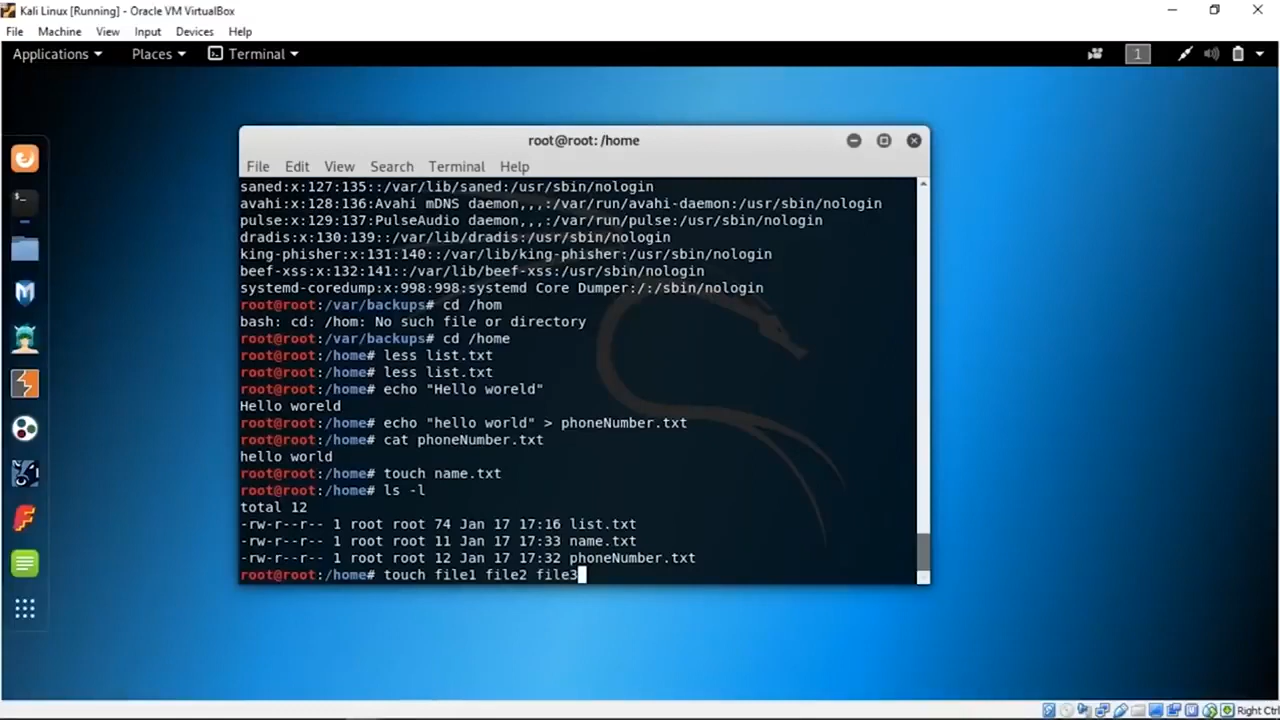 Kali Linux [Running] - Oracle VM VirtualBox
File Machine View Input Devices Help
Applications Places Terminal 1
root@root: /home
File Edit View Search Terminal Help
saned:x:127:135::/var/lib/saned:/usr/sbin/nologin
avahi:x:128:136:Avahi mDNS daemon,,,:/var/run/avahi-daemon:/usr/sbin/nologin
pulse:x:129:137:PulseAudio daemon,,,:/var/run/pulse:/usr/sbin/nologin
dradis:x:130:139::/var/lib/dradis:/usr/sbin/nologin
king-phisher:x:131:140::/var/lib/king-phisher:/usr/sbin/nologin
beef-xss:x:132:141::/var/lib/beef-xss:/usr/sbin/nologin
systemd-coredump:x:998:998:systemd Core Dumper:/:/sbin/nologin
root@root:/var/backups# cd /hom
bash: cd: /hom: No such file or directory
root@root:/var/backups# cd /home
root@root:/home# less list.txt
root@root:/home# less list.txt
root@root:/home# echo "Hello woreld"
Hello woreld
root@root:/home# echo "hello world" > phoneNumber.txt
root@root:/home# cat phoneNumber.txt
hello world
root@root:/home# touch name.txt
root@root:/home# ls -l
total 12
-rw-r--r-- 1 root root 74 Jan 17 17:16 list.txt
-rw-r--r-- 1 root root 11 Jan 17 17:33 name.txt
-rw-r--r-- 1 root root 12 Jan 17 17:32 phoneNumber.txt
root@root:/home# touch file1 file2 file3
Right Ctrl